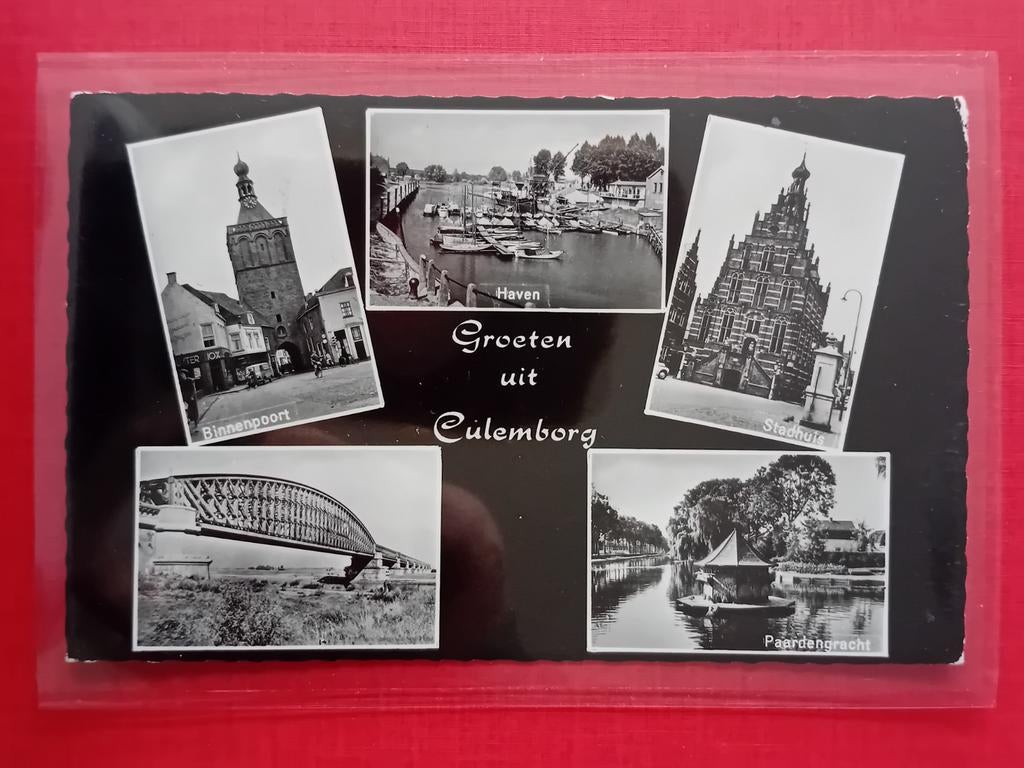 Haven
Groeten
uit
Culemborg
Binnenpoort
Stadhuis
Paardengracht